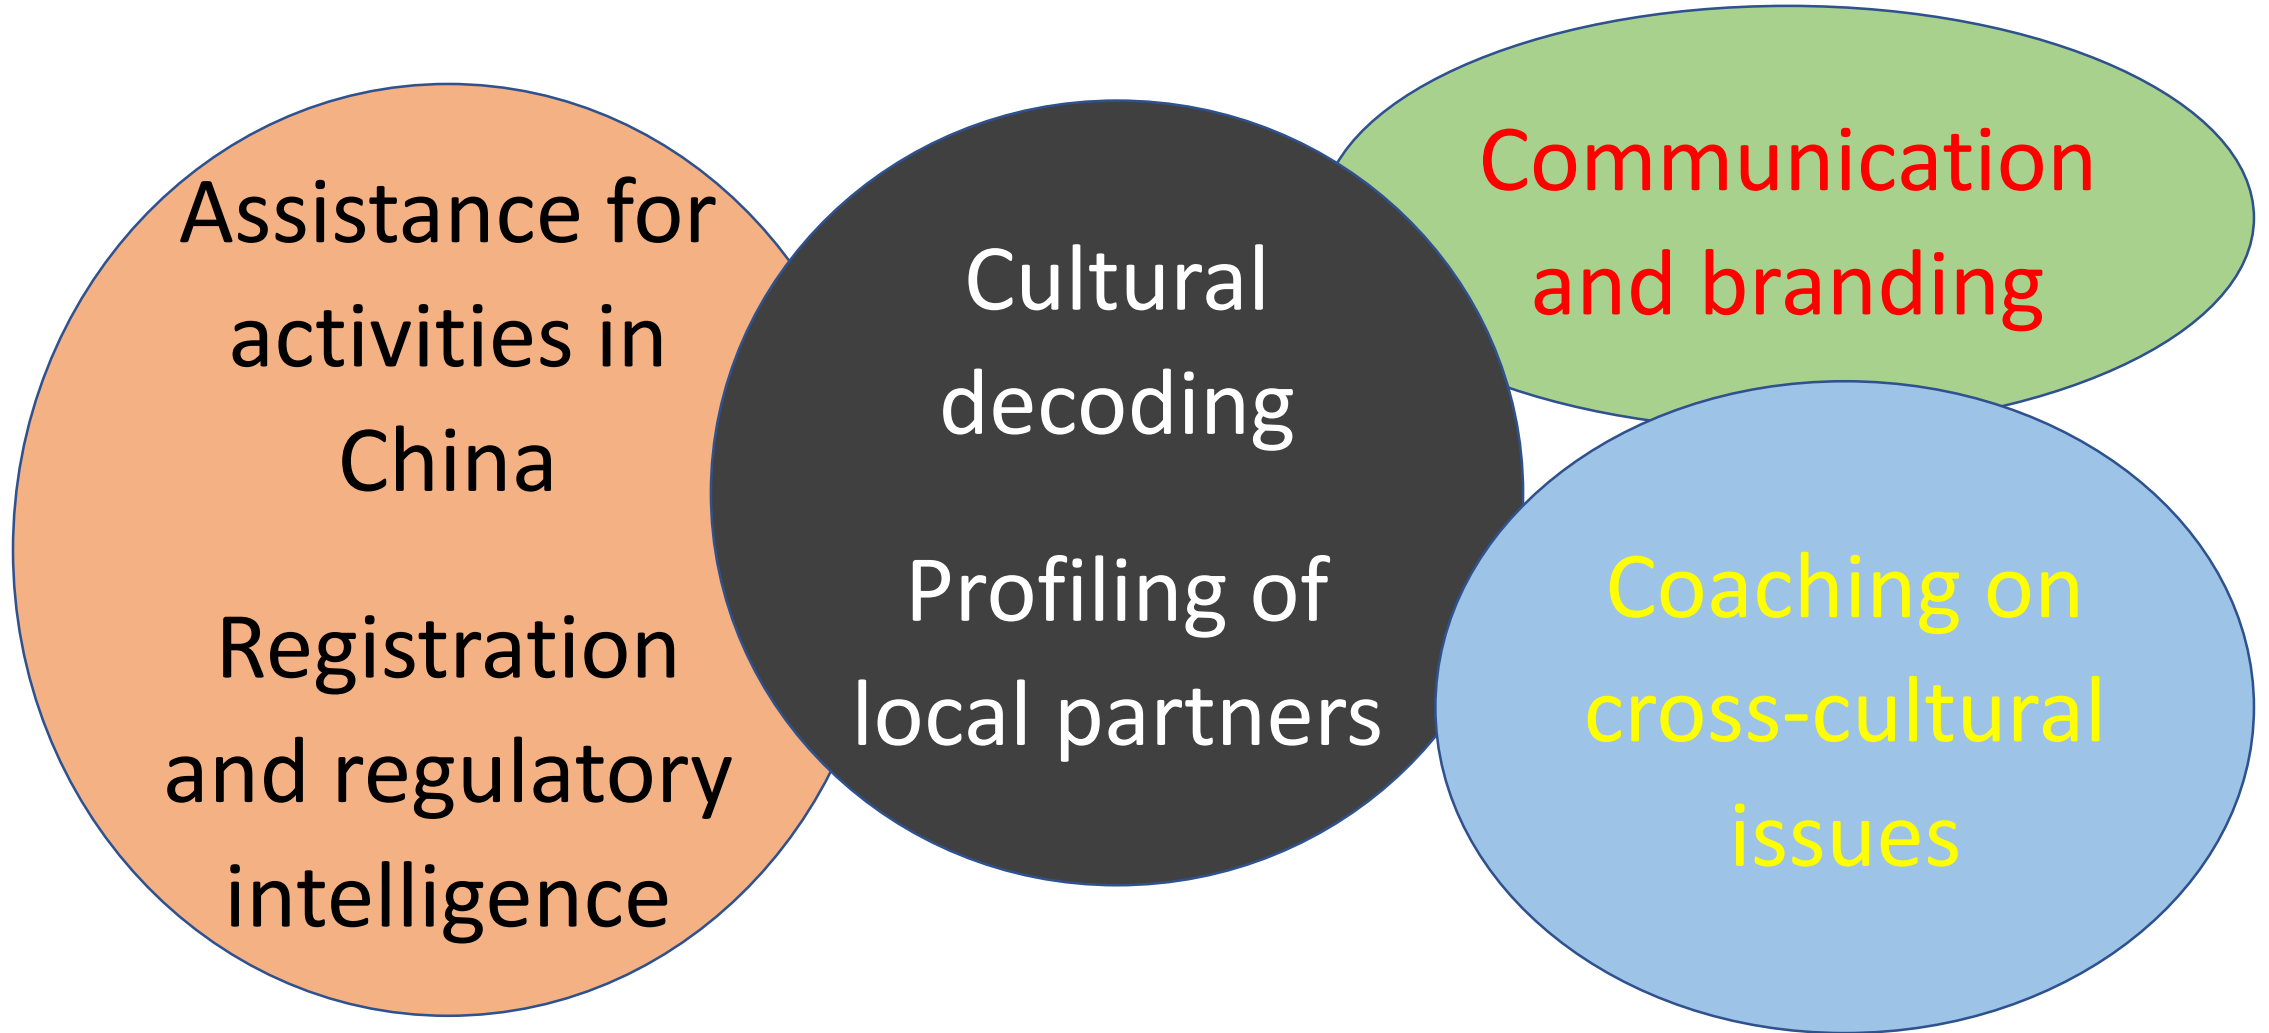 Assistance for
activities in
China
Registration
and regulatory
intelligence
Cultural
decoding
Profiling of
local partners
Communication
and branding
Coaching on
cross-cultural
issues